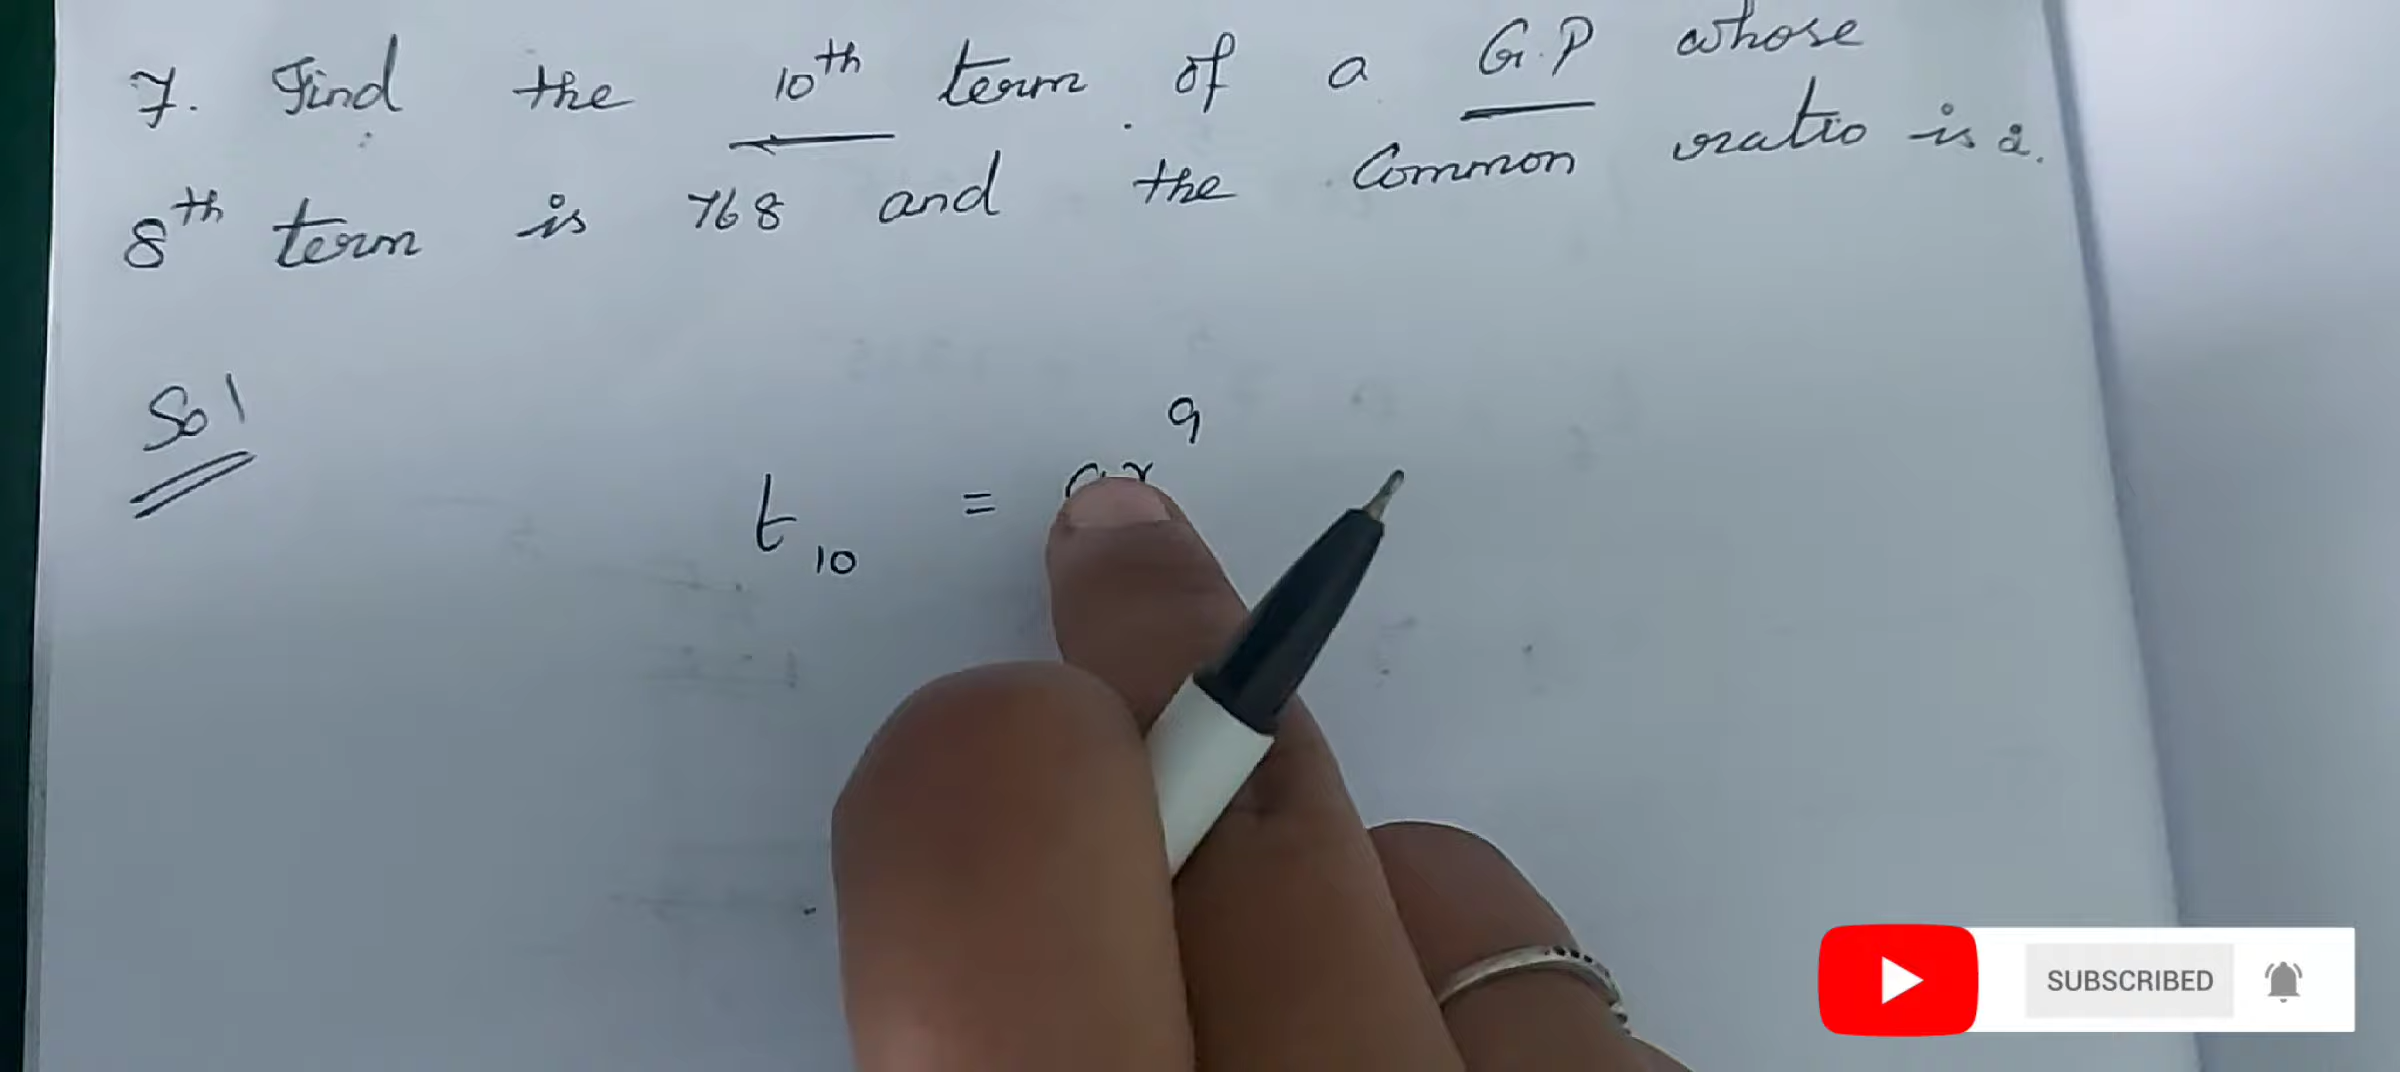 7. Find the 10th term of a G.P whose
8th term is 768 and the Common ratio is 2.
Sol
t10 = ar9
SUBSCRIBED